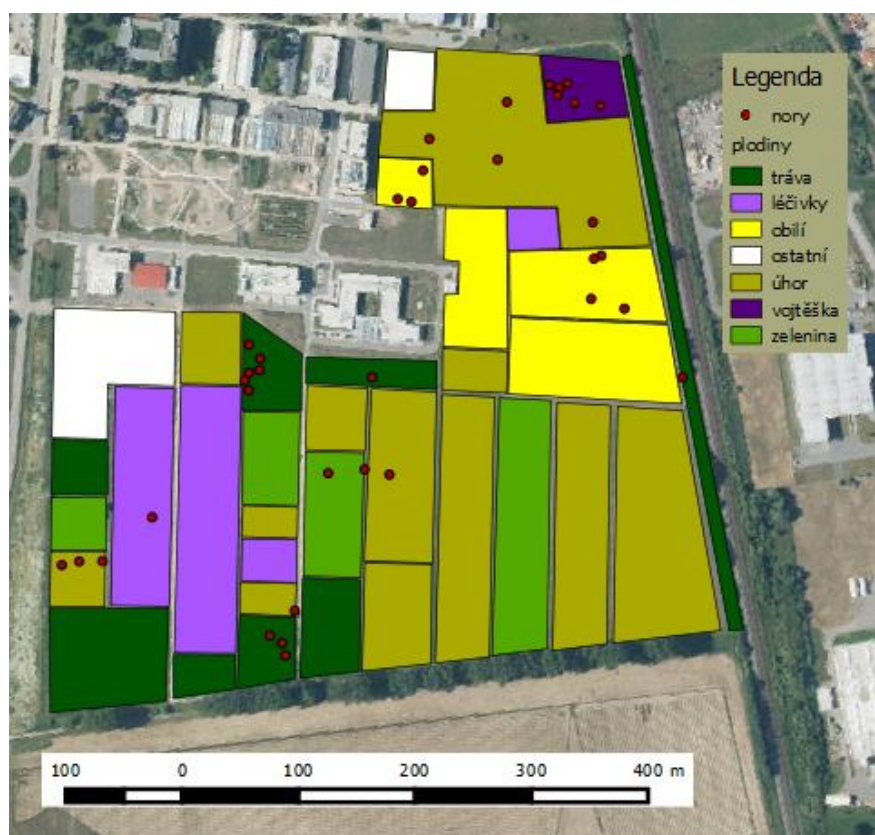 Legenda
nory
plodiny
tráva
léčivky
obilí
ostatní
úhor
vojtěška
zelenina
100 0 100 200 300 400 m